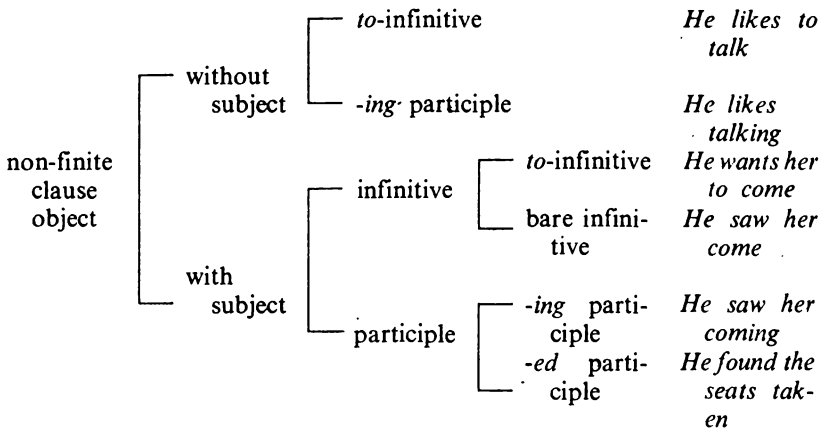 to-infinitive He likes to
talk
without
subject
-ing participle He likes
talking
non-finite
clause
object
to-infinitive He wants her
to come
infinitive
bare infini-
tive He saw her
come
with
subject
-ing parti-
ciple He saw her
coming
participle
-ed parti-
ciple He found the
seats tak-
en